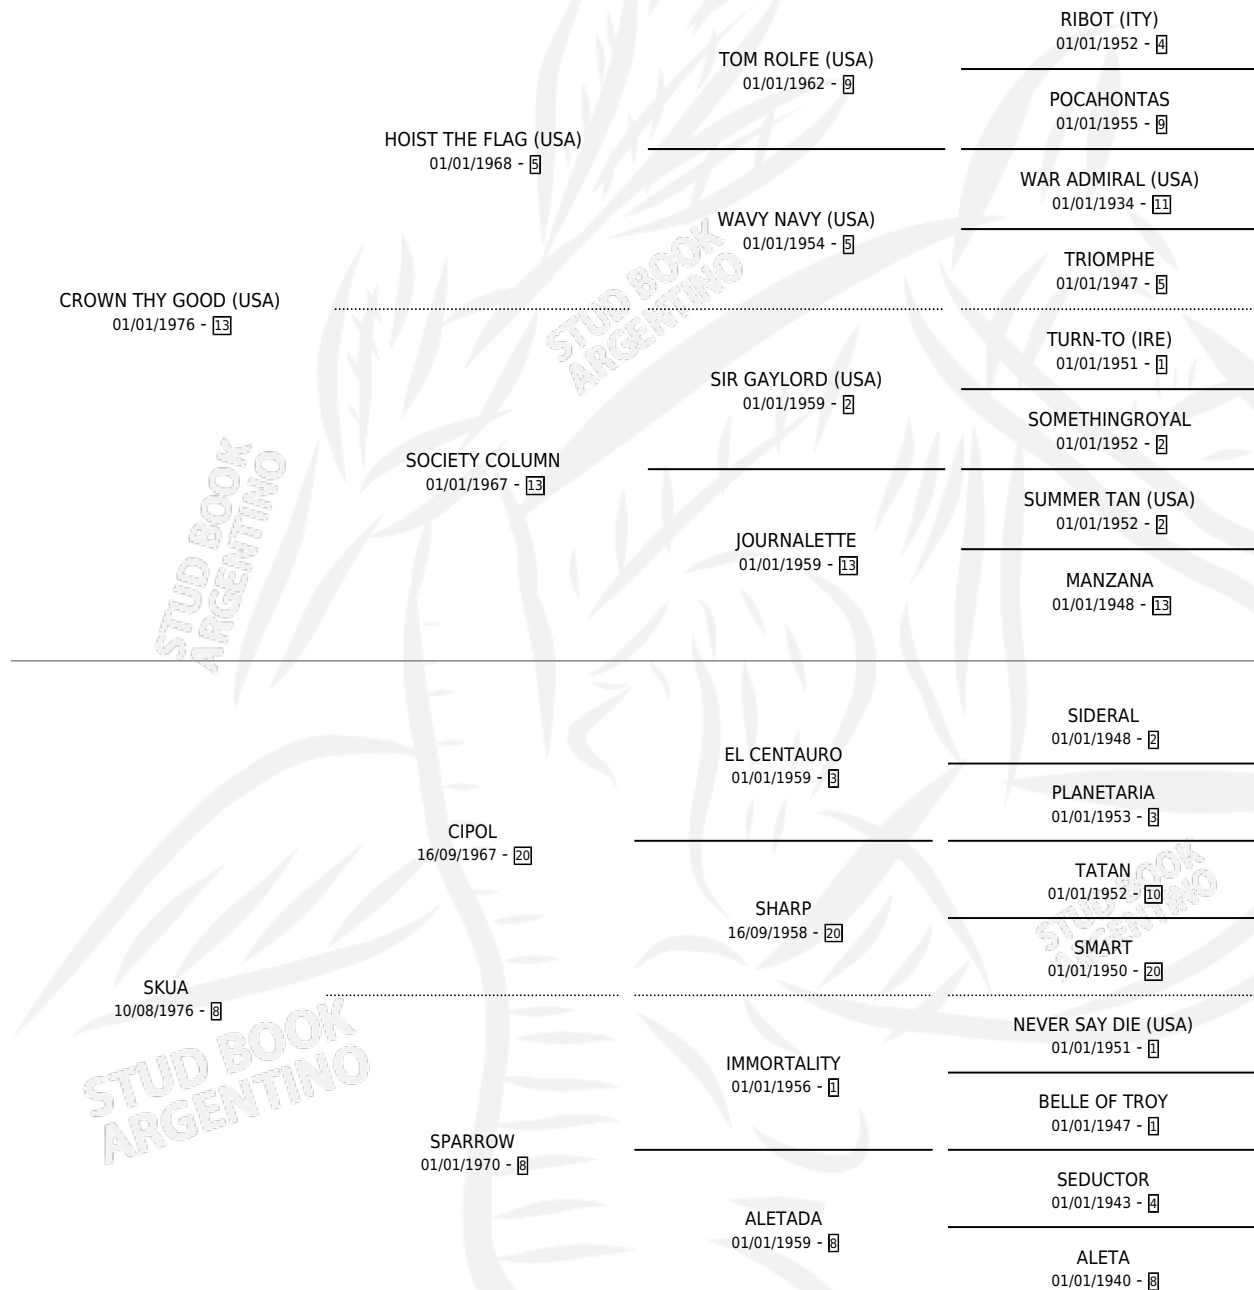 RIBOT (ITY)
01/01/1952 - 4
TOM ROLFE (USA)
01/01/1962 - 9
POCAHONTAS
01/01/1955 - 9
HOIST THE FLAG (USA)
01/01/1968 - 5
WAR ADMIRAL (USA)
01/01/1934 - 11
WAVY NAVY (USA)
01/01/1954 - 5
TRIOMPHE
01/01/1947 - 5
CROWN THY GOOD (USA)
01/01/1976 - 13
TURN-TO (IRE)
01/01/1951 - 1
SIR GAYLORD (USA)
01/01/1959 - 2
SOMETHINGROYAL
01/01/1952 - 2
SOCIETY COLUMN
01/01/1967 - 13
SUMMER TAN (USA)
01/01/1952 - 2
JOURNALETTE
01/01/1959 - 13
MANZANA
01/01/1948 - 13
SIDERAL
01/01/1948 - 2
EL CENTAURO
01/01/1959 - 3
PLANETARIA
01/01/1953 - 3
CIPOL
16/09/1967 - 20
TATAN
01/01/1952 - 10
SHARP
16/09/1958 - 20
SMART
01/01/1950 - 20
SKUA
10/08/1976 - 8
NEVER SAY DIE (USA)
01/01/1951 - 1
IMMORTALITY
01/01/1956 - 1
BELLE OF TROY
01/01/1947 - 1
SPARROW
01/01/1970 - 8
SEDUCTOR
01/01/1943 - 4
ALETADA
01/01/1959 - 8
ALETA
01/01/1940 - 8
STUD BOOK
ARGENTINO
STUD BOOK
ARGENTINO
STUD BOOK
ARGENTINO
STUD BOOK
ARGENTINO